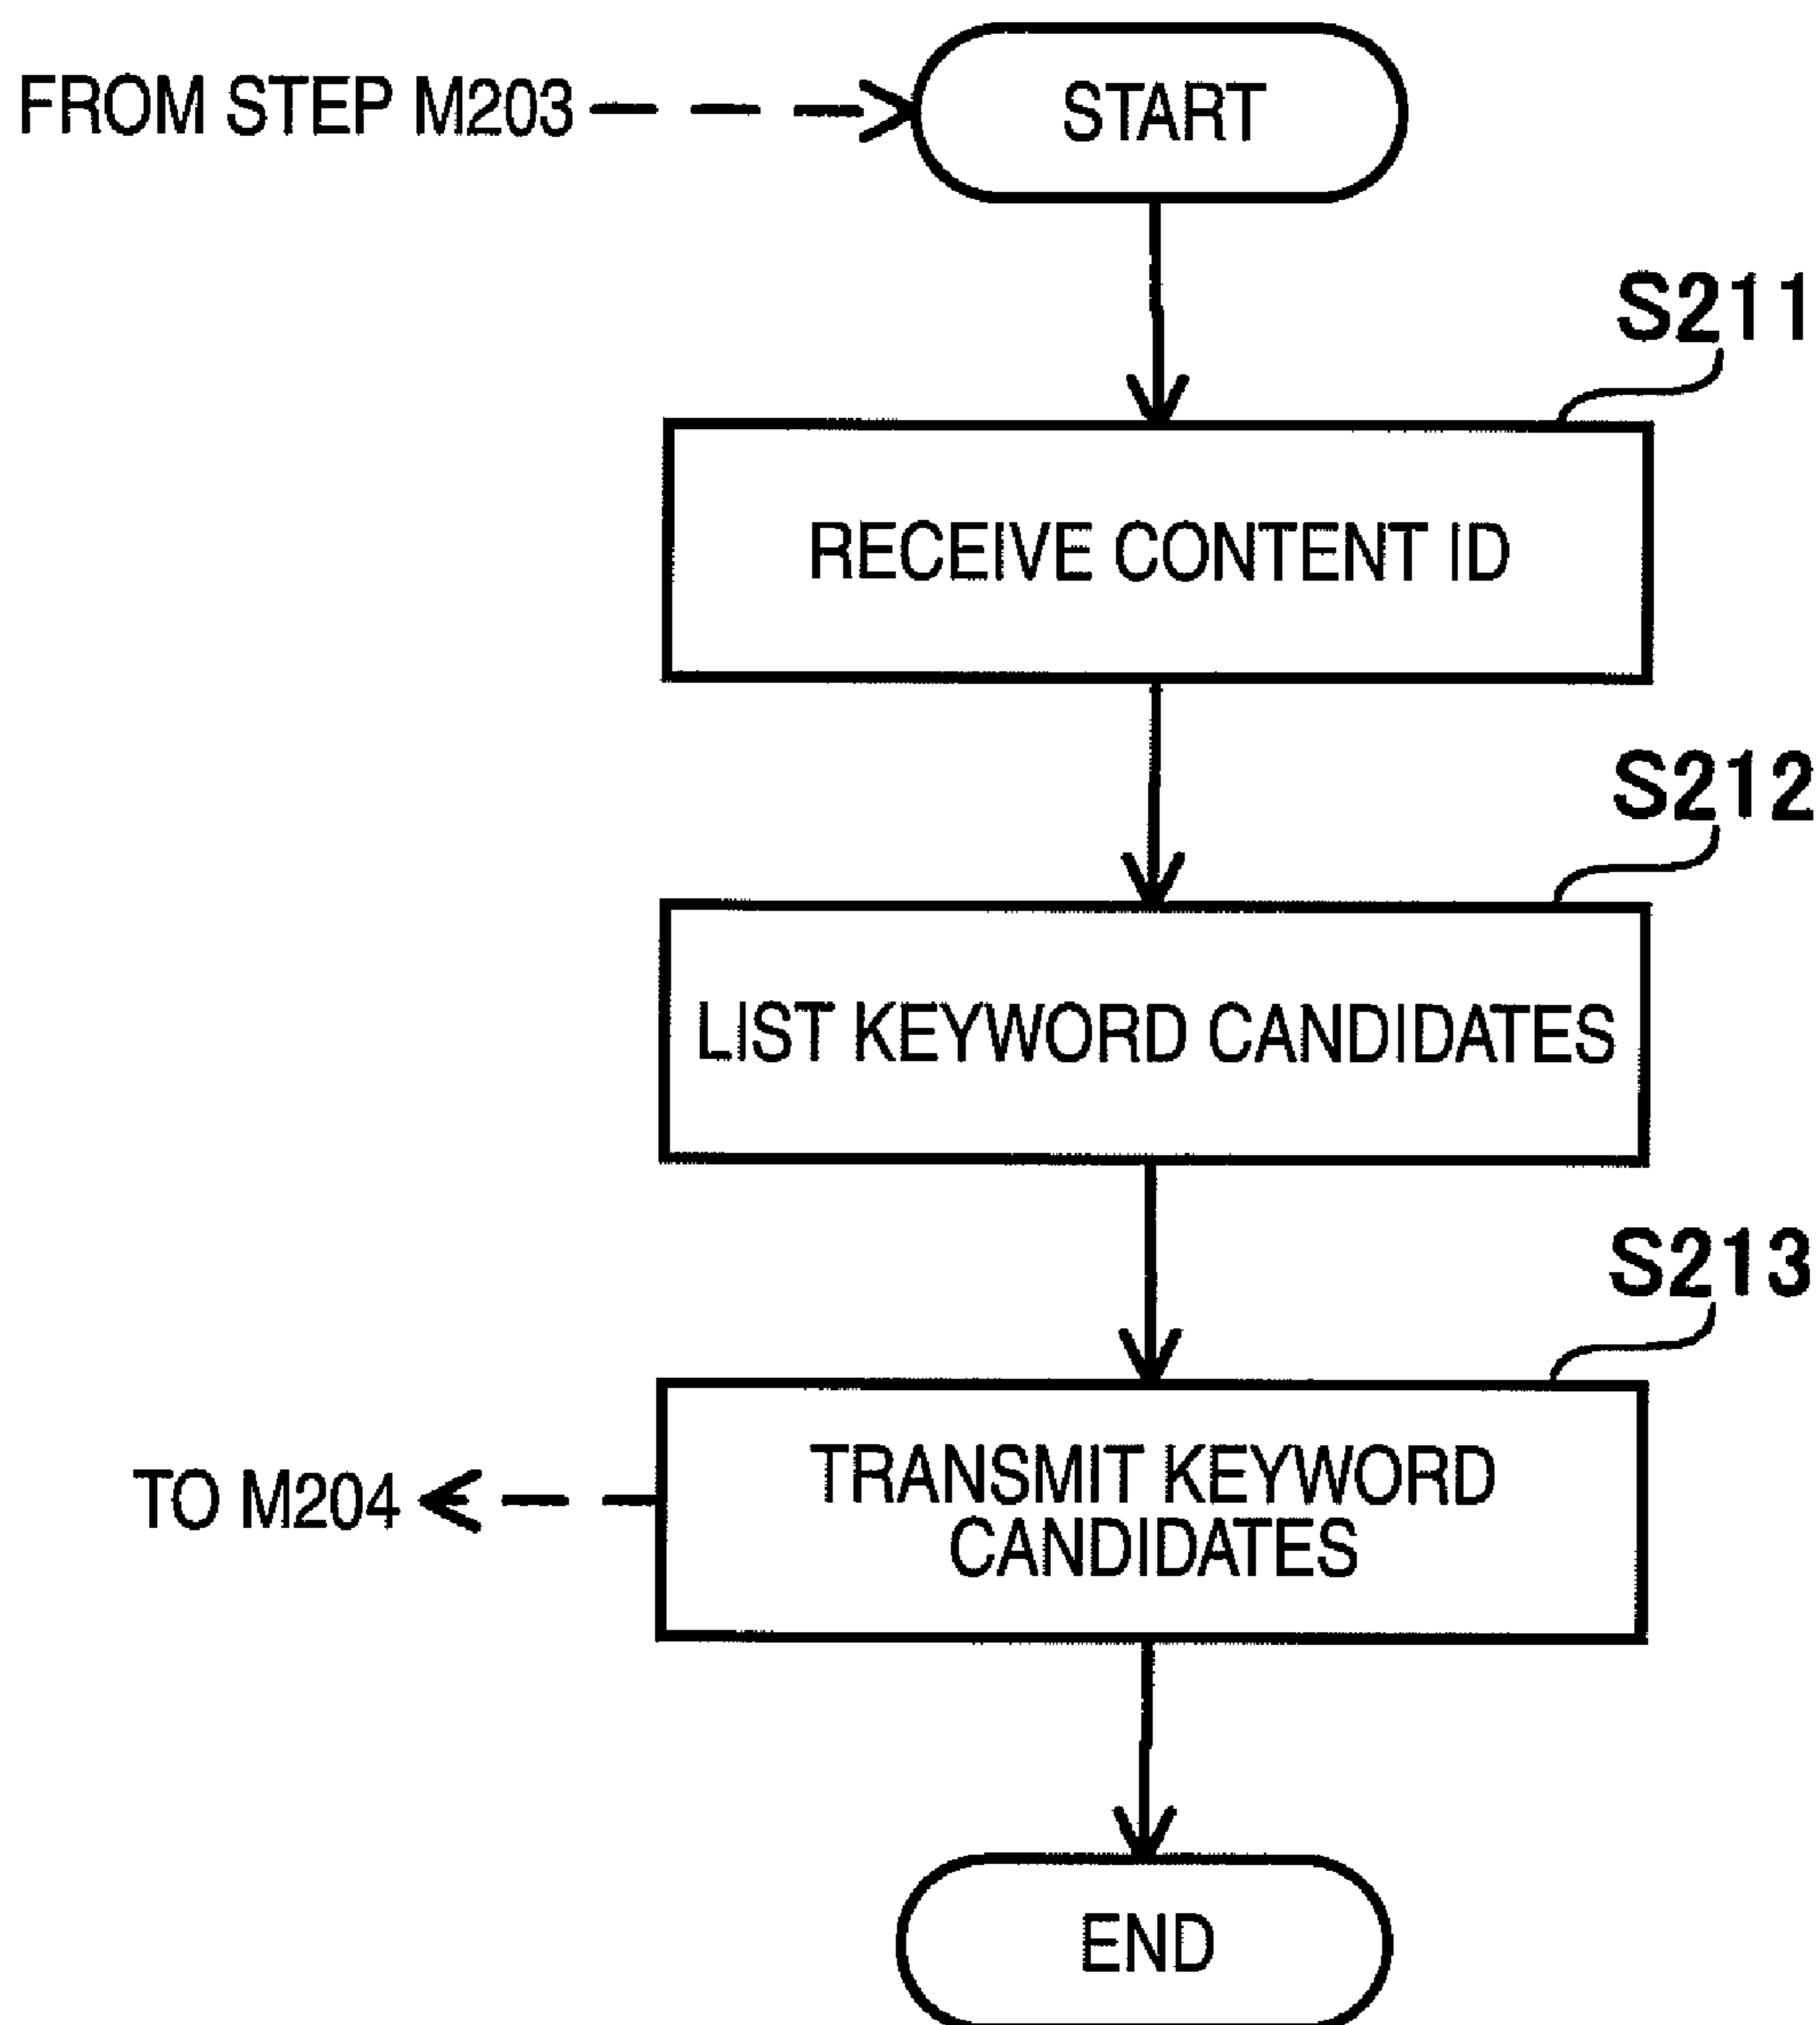 FROM STEP M203
START
S211
RECEIVE CONTENT ID
S212
LIST KEYWORD CANDIDATES
S213
TRANSMIT KEYWORD
CANDIDATES
TO M204
END